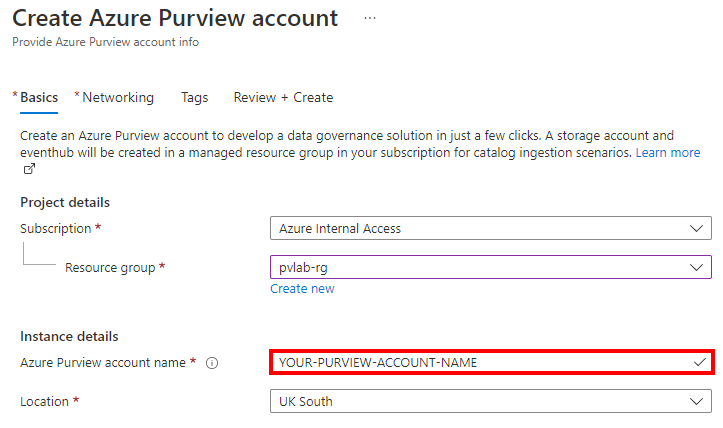 Create Azure Purview account ...
Provide Azure Purview account info
* Basics * Networking Tags Review + Create
Create an Azure Purview account to develop a data governance solution in just a few clicks. A storage account and
eventhub will be created in a managed resource group in your subscription for catalog ingestion scenarios. Learn more
Project details
Subscription * Azure Internal Access
Resource group * pvlab-rg
Create new
Instance details
Azure Purview account name * YOUR-PURVIEW-ACCOUNT-NAME
Location * UK South